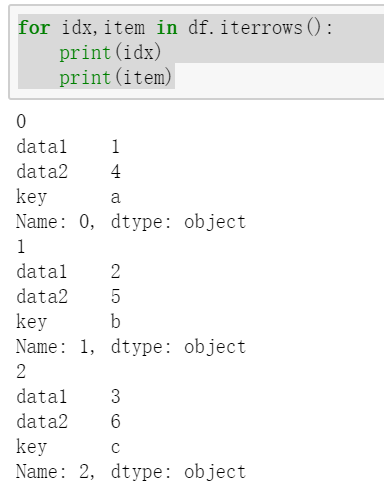 for idx,item in df.iterrows():
    print(idx)
    print(item)
0
data1    1
data2    4
key      a
Name: 0, dtype: object
1
data1    2
data2    5
key      b
Name: 1, dtype: object
2
data1    3
data2    6
key      c
Name: 2, dtype: object